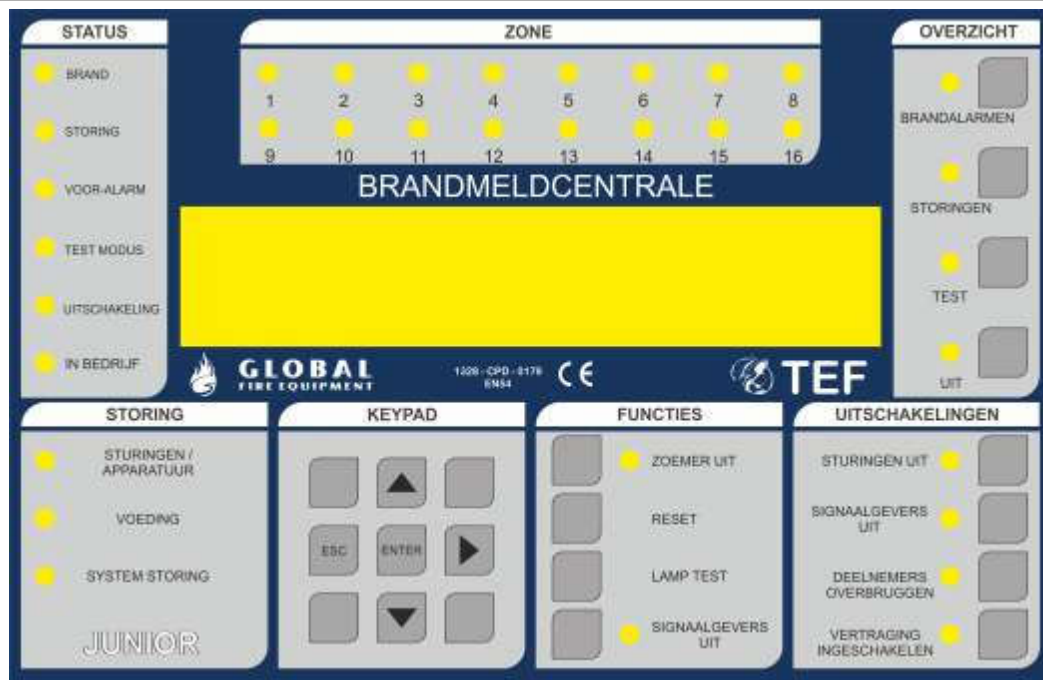 STATUS
BRAND
STORING
VOOR-ALARM
TEST MODUS
UITSCHAKELING
IN BEDRIJF
ZONE
1 2 3 4 5 6 7 8
9 10 11 12 13 14 15 16
BRANDMELDCENTRALE
GLOBAL
FIRE EQUIPMENT
1328 - CPD - 0176
EN54
CE
TEF
OVERZICHT
BRANDALARMEN
STORINGEN
TEST
UIT
STORING
STURINGEN /
APPARATUUR
VOEDING
SYSTEM STORING
JUNIOR
KEYPAD
ESC ENTER
FUNCTIES
ZOEMER UIT
RESET
LAMP TEST
SIGNAALGEVERS
UIT
UITSCHAKELINGEN
STURINGEN UIT
SIGNAALGEVERS
UIT
DEELNEMERS
OVERBRUGGEN
VERTRAGING
INGESCHAKELEN